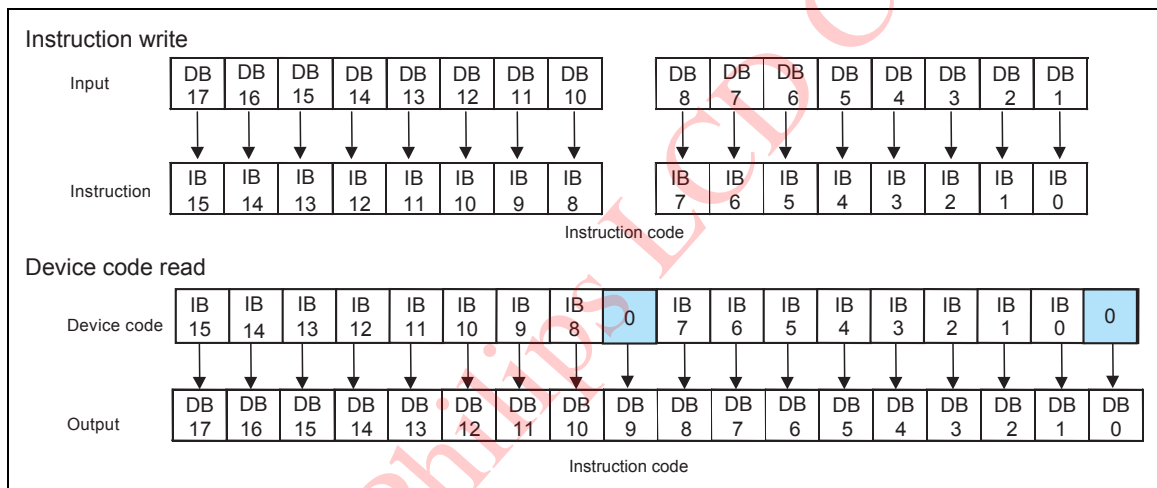 Instruction write
Input DB 17 DB 16 DB 15 DB 14 DB 13 DB 12 DB 11 DB 10 DB 8 DB 7 DB 6 DB 5 DB 4 DB 3 DB 2 DB 1
Instruction IB 15 IB 14 IB 13 IB 12 IB 11 IB 10 IB 9 IB 8 IB 7 IB 6 IB 5 IB 4 IB 3 IB 2 IB 1 IB 0
Instruction code
Device code read
Device code IB 15 IB 14 IB 13 IB 12 IB 11 IB 10 IB 9 IB 8 0 IB 7 IB 6 IB 5 IB 4 IB 3 IB 2 IB 1 IB 0 0
Output DB 17 DB 16 DB 15 DB 14 DB 13 DB 12 DB 11 DB 10 DB 9 DB 8 DB 7 DB 6 DB 5 DB 4 DB 3 DB 2 DB 1 DB 0
Instruction code
Philips LCD C